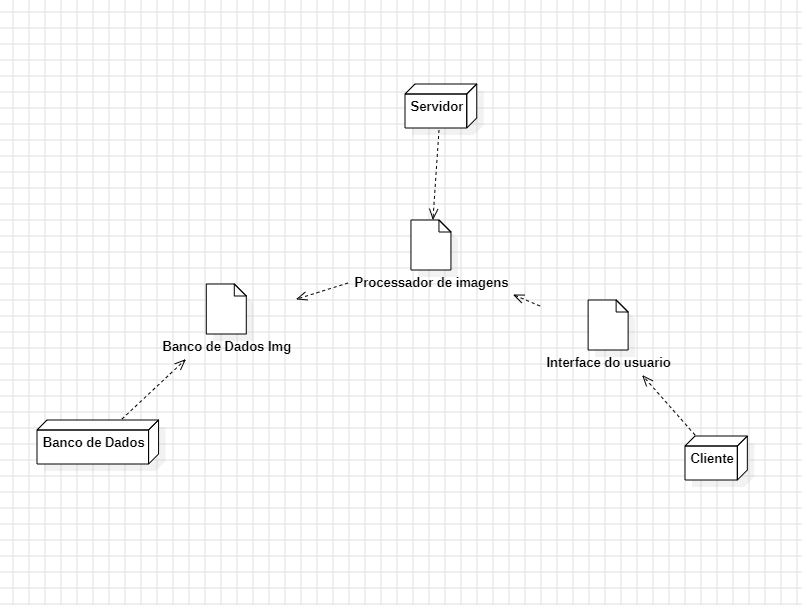 Servidor
Processador de imagens
Banco de Dados Img
Interface do usuario
Banco de Dados
Cliente